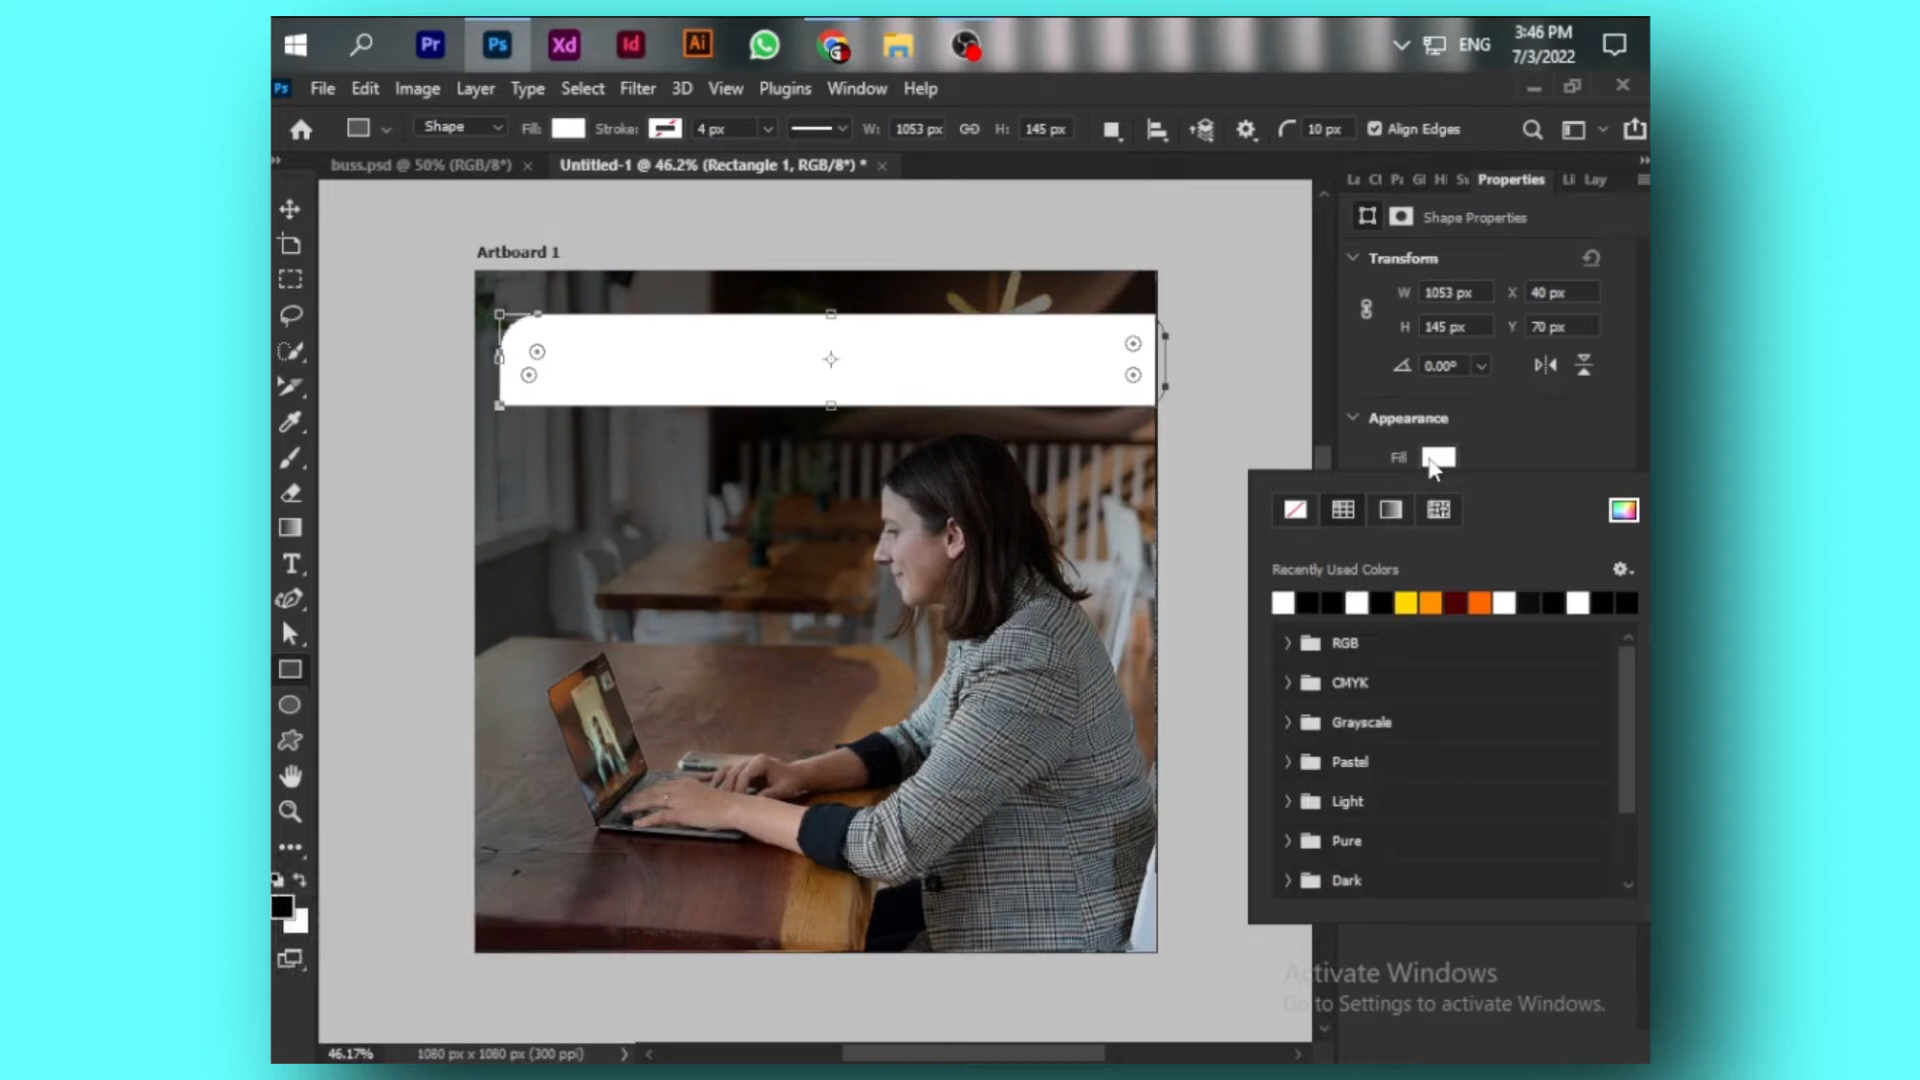 Pr Ps Xd Id Ai G ENG 3:46 PM
7/3/2022
Ps File Edit Image Layer Type Select Filter 3D View Plugins Window Help
Shape Fill: Stroke: 4 px W: 1053 px H: 145 px 10 px Align Edges
buss.psd @ 50% (RGB/8*) × Untitled-1 @ 46.2% (Rectangle 1, RGB/8*) * ×
La Cl Pa Gl Hi Sw Properties Li Lay
Shape Properties
Artboard 1
Transform
W 1053 px X 40 px
H 145 px Y 70 px
0.00°
Appearance
Fill
Recently Used Colors
RGB
CMYK
Grayscale
Pastel
Light
Pure
Dark
T
Activate Windows
Go to Settings to activate Windows.
46.17% 1080 px x 1080 px (300 ppi)